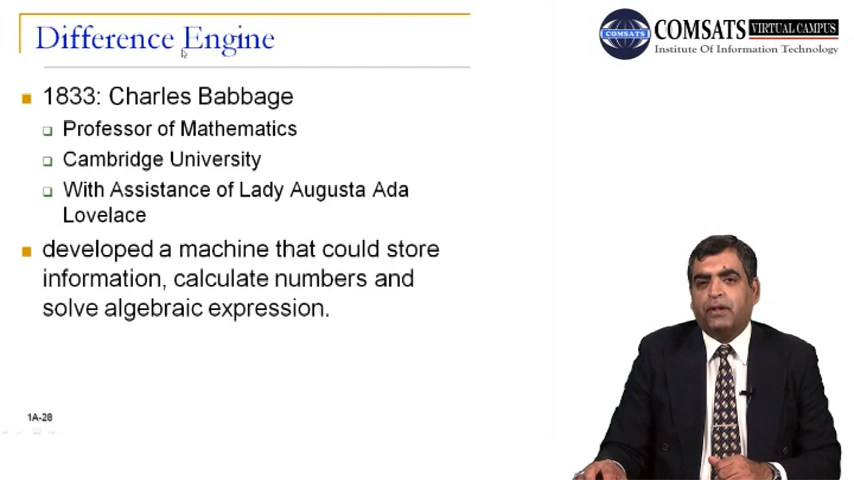 Difference Engine
COMSATS VIRTUAL CAMPUS
COMSATS
Institute Of Information Technology
1833: Charles Babbage
Professor of Mathematics
Cambridge University
With Assistance of Lady Augusta Ada
Lovelace
developed a machine that could store
information, calculate numbers and
solve algebraic expression.
1A-28